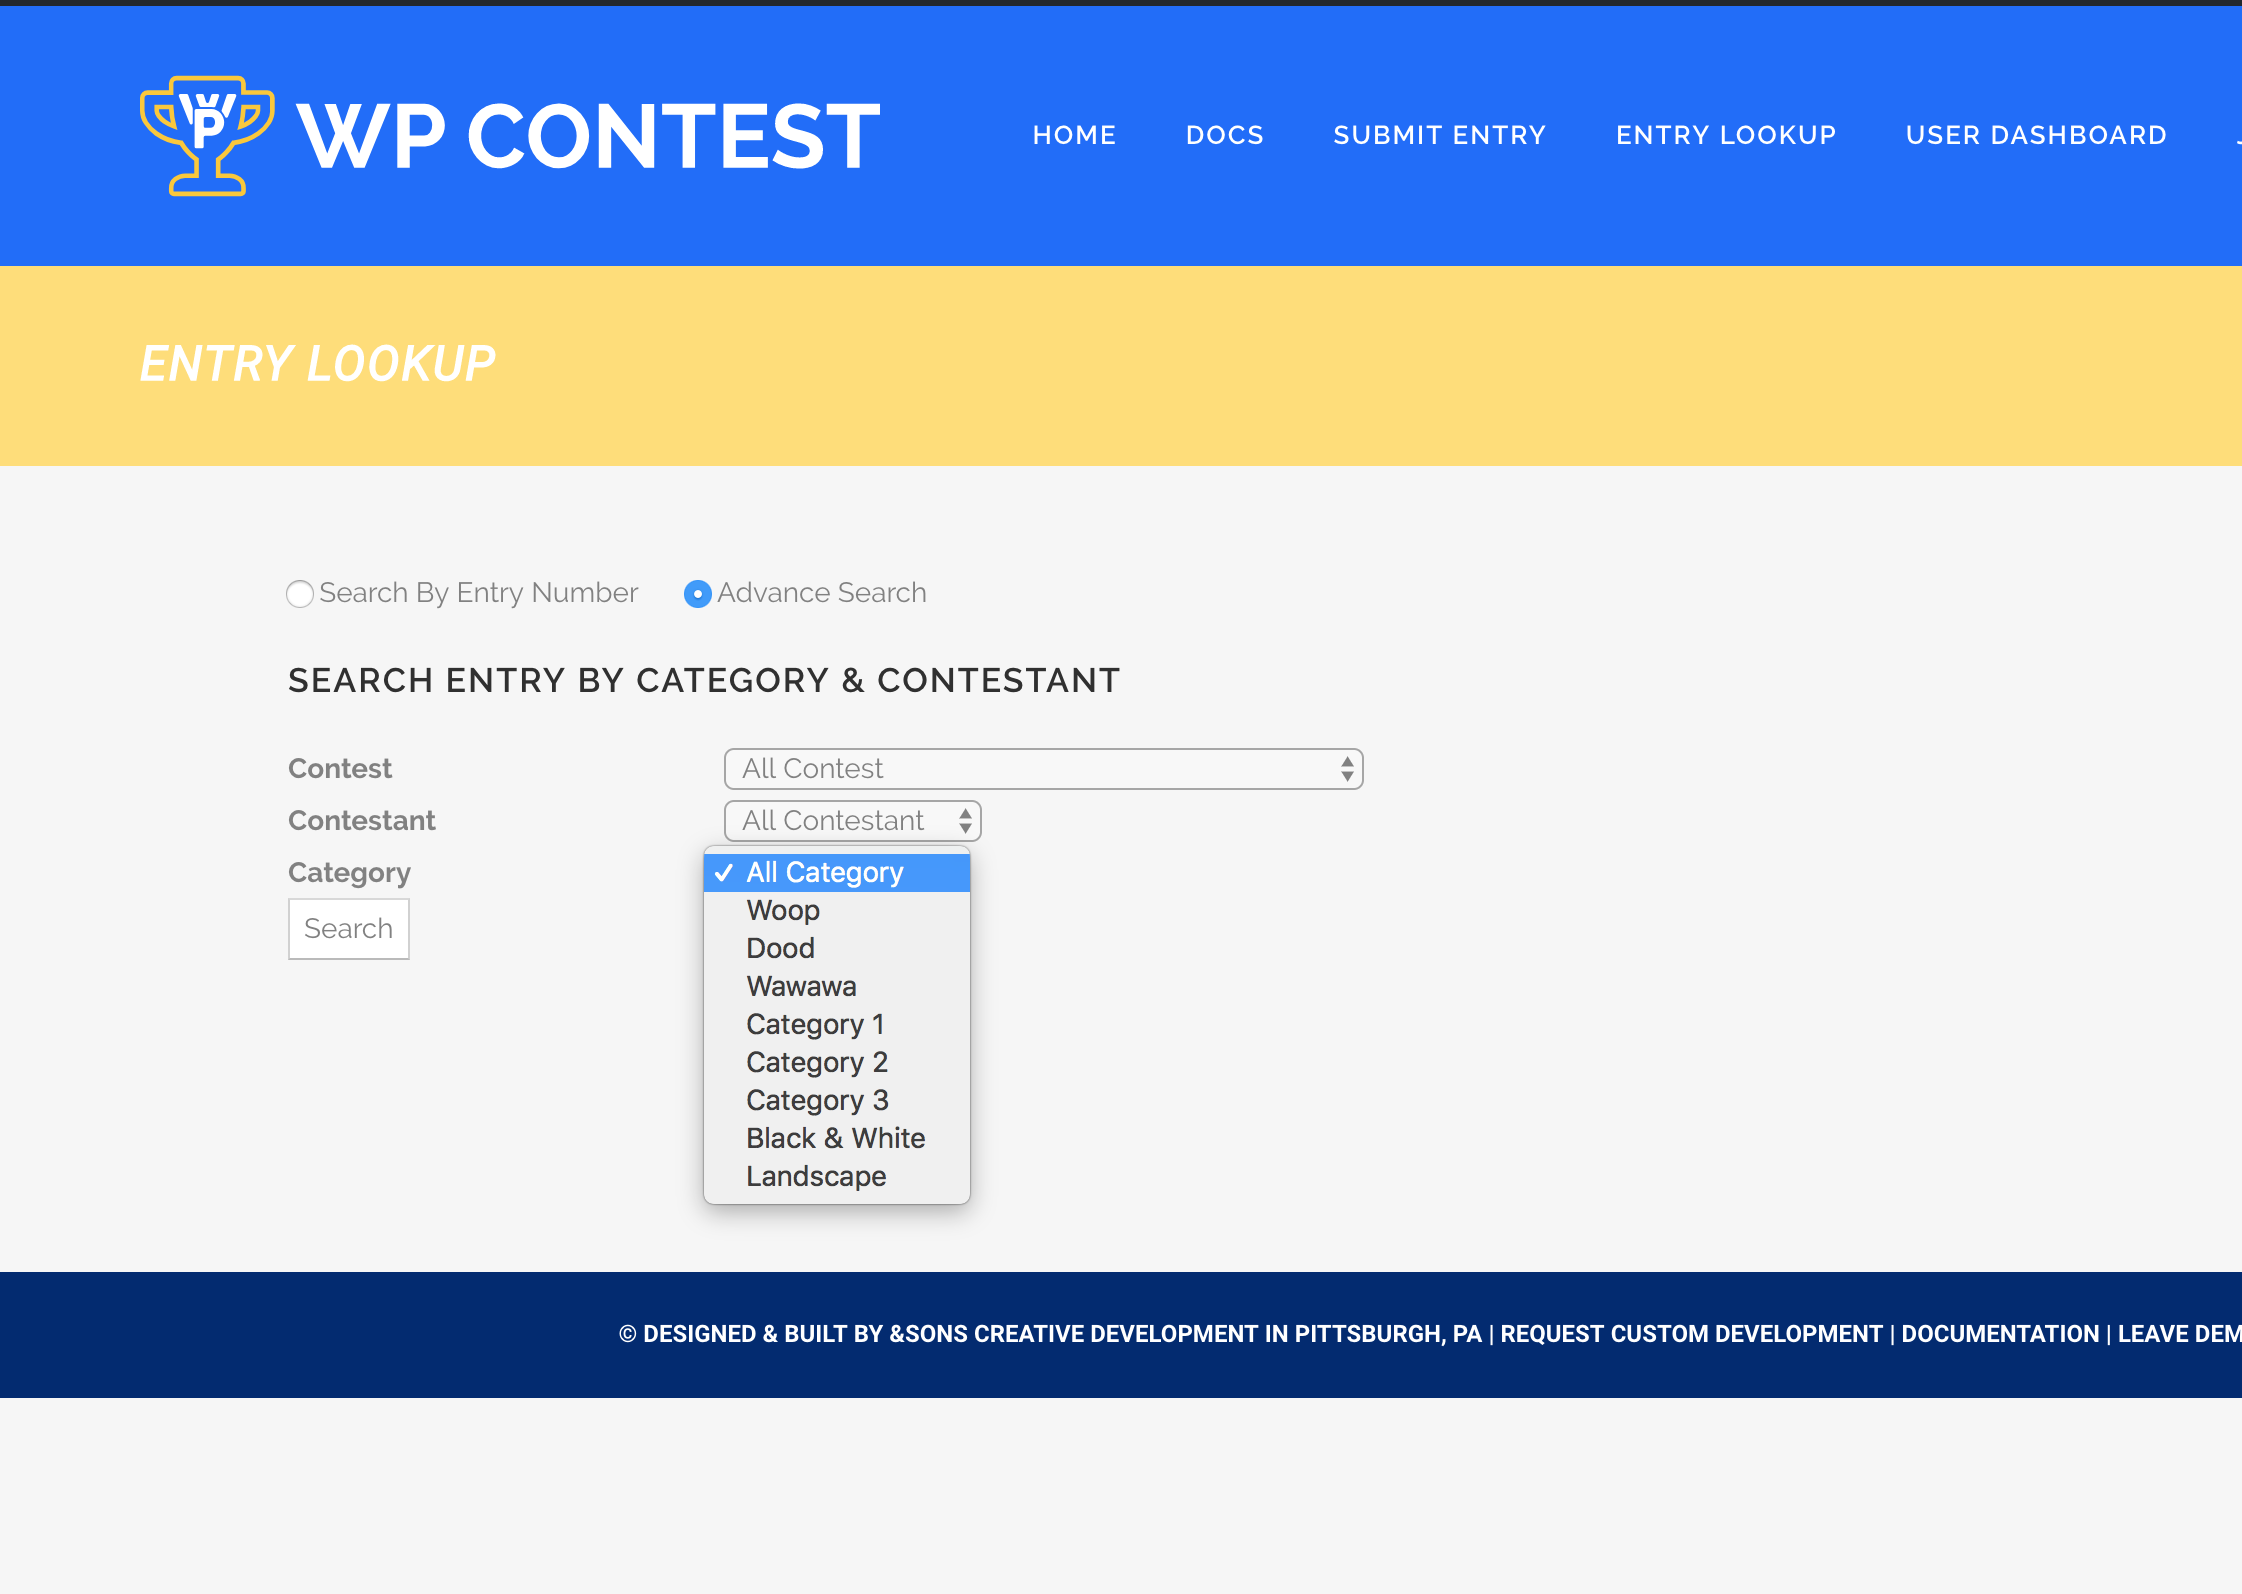 WP
WP CONTEST
HOME DOCS SUBMIT ENTRY ENTRY LOOKUP USER DASHBOARD
ENTRY LOOKUP
Search By Entry Number Advance Search
SEARCH ENTRY BY CATEGORY & CONTESTANT
Contest All Contest
Contestant All Contestant
Category ✓ All Category
Search
Woop
Dood
Wawawa
Category 1
Category 2
Category 3
Black & White
Landscape
© DESIGNED & BUILT BY &SONS CREATIVE DEVELOPMENT IN PITTSBURGH, PA | REQUEST CUSTOM DEVELOPMENT | DOCUMENTATION | LEAVE DEM